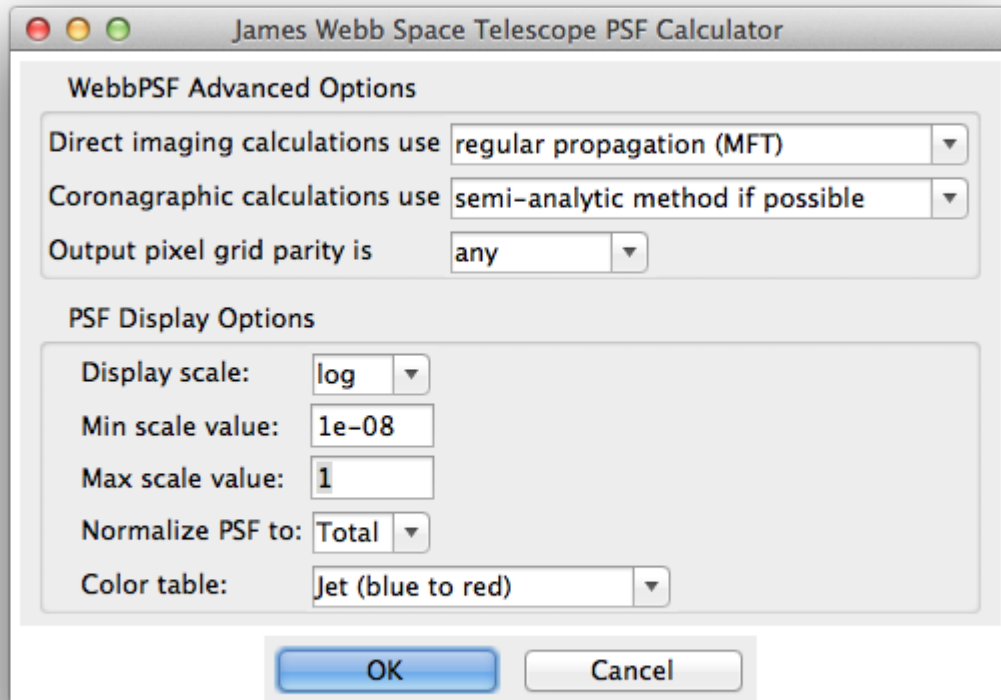 James Webb Space Telescope PSF Calculator
WebbPSF Advanced Options
Direct imaging calculations use regular propagation (MFT)
Coronagraphic calculations use semi-analytic method if possible
Output pixel grid parity is any
PSF Display Options
Display scale: log
Min scale value: 1e-08
Max scale value: 1
Normalize PSF to: Total
Color table: Jet (blue to red)
OK Cancel